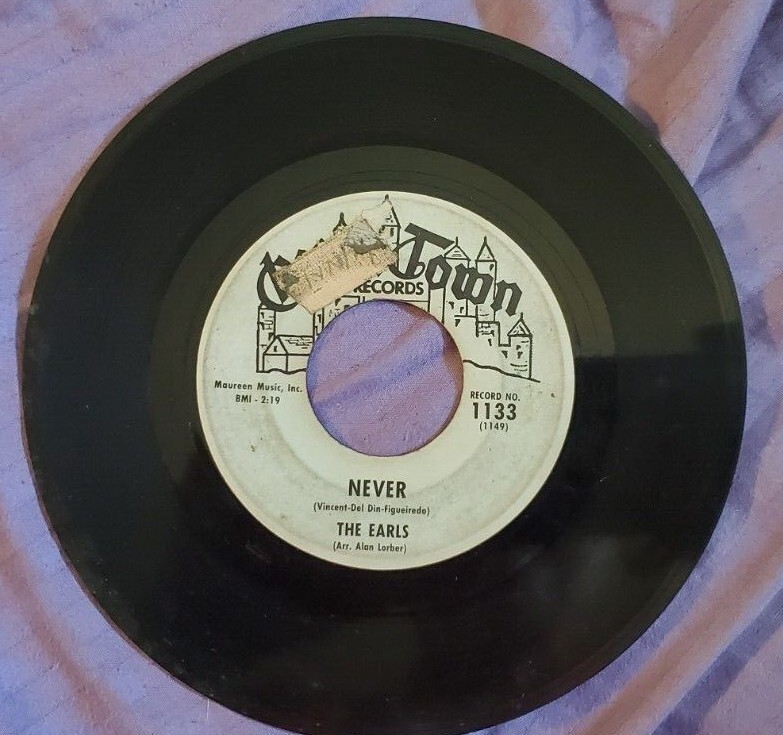 Town
RECORDS
Maureen Music, Inc.
BMI - 2:19
RECORD NO.
1133
(1149)
NEVER
(Vincent-Del Din-Figueiredo)
THE EARLS
(Arr. Alan Lorber)